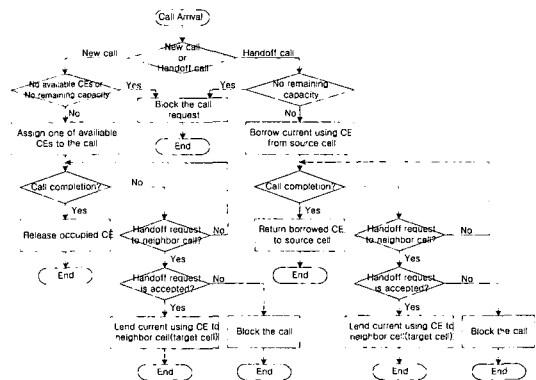 Call Arrival
New call
New call
or
Handoff call
Handoff call
No available CEs or
No remaining capacity
Yes
Yes
No remaining
capacity
Block the call
request
No
No
Assign one of availiable
CEs to the call
End
Borrow current using CE
from source cell
Call completion?
No
Call completion?
No
Yes
Yes
Release occupied CE
Handoff request
to neighbor cell?
No
Return borrowed CE
to source cell
Handoff request
to neighbor cell?
No
End
Yes
End
Yes
Handoff request
is accepted?
No
Handoff request
is accepted?
No
Yes
Yes
Lend current using CE to
neighbor cell(target cell)
Block the call
Lend current using CE to
neighbor cell(target cell)
Block the call
End
End
End
End